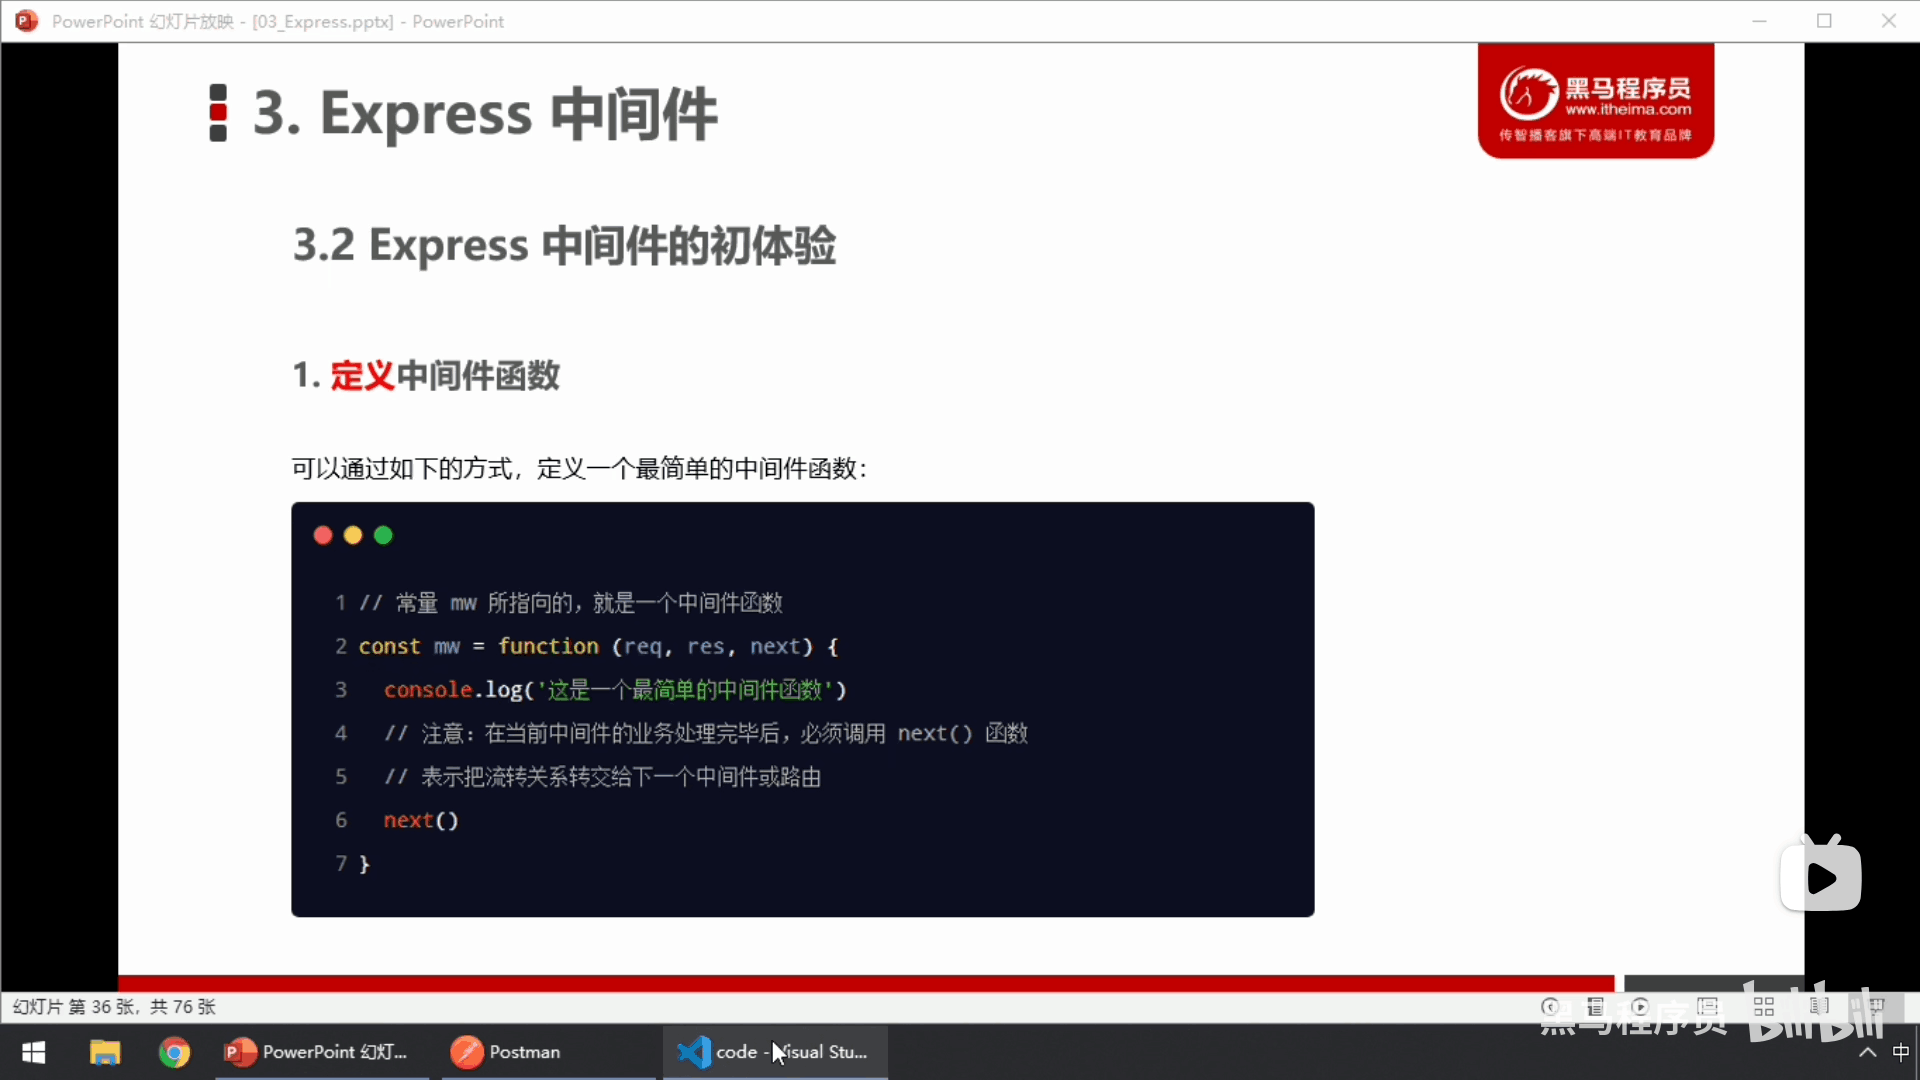 PowerPoint 幻灯片放映 - [03_Express.pptx] - PowerPoint
3. Express 中间件
黑马程序员
www.itheima.com
传智播客旗下高端IT教育品牌
3.2 Express 中间件的初体验
1. 定义中间件函数
可以通过如下的方式，定义一个最简单的中间件函数：
1 // 常量 mw 所指向的，就是一个中间件函数
2 const mw = function (req, res, next) {
3 console.log('这是一个最简单的中间件函数')
4 // 注意：在当前中间件的业务处理完毕后，必须调用 next() 函数
5 // 表示把流转关系转交给下一个中间件或路由
6 next()
7 }
幻灯片 第 36 张，共 76 张
黑马程序员 bilibili
PowerPoint 幻灯... Postman code - Visual Stu... 中